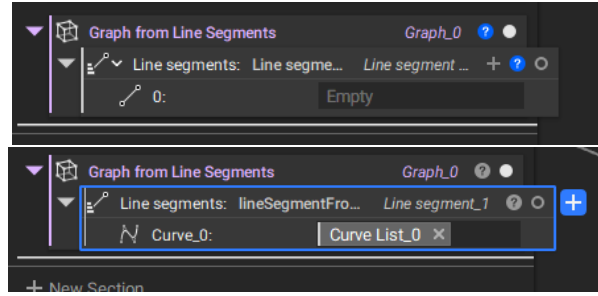 Graph from Line Segments Graph_0 ?
Line segments: Line segme... Line segment ... + ?
0: Empty
Graph from Line Segments Graph_0 ?
Line segments: lineSegmentFro... Line segment_1 ? +
Curve_0: Curve List_0 ×
+ New Section